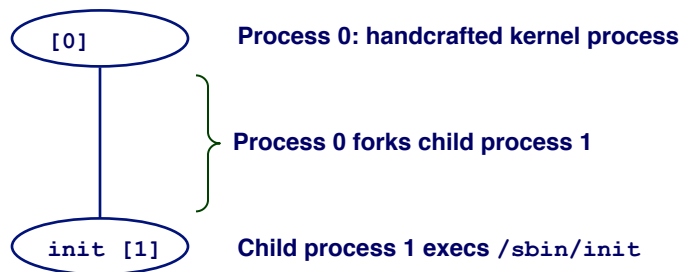 [0]
Process 0: handcrafted kernel process
Process 0 forks child process 1
init [1]
Child process 1 execs /sbin/init